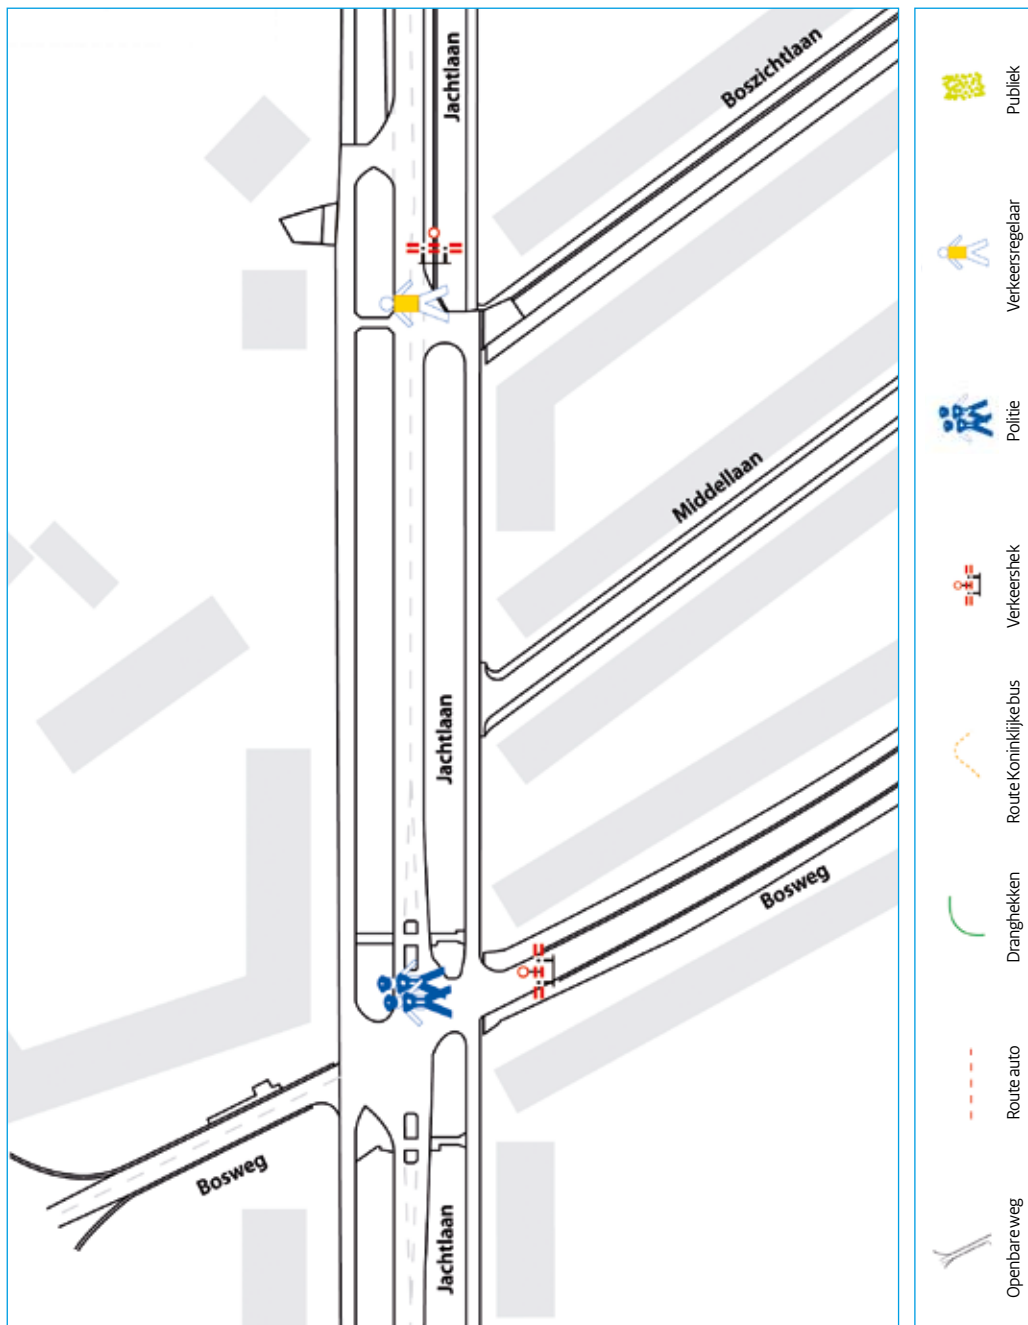 Jachtlaan
Boszichtlaan
Middellaan
Jachtlaan
Bosweg
Bosweg
Jachtlaan
Publiek
Verkeersregelaar
Politie
Verkeershek
Route Koninklijke bus
Dranghekken
Route auto
Openbare weg